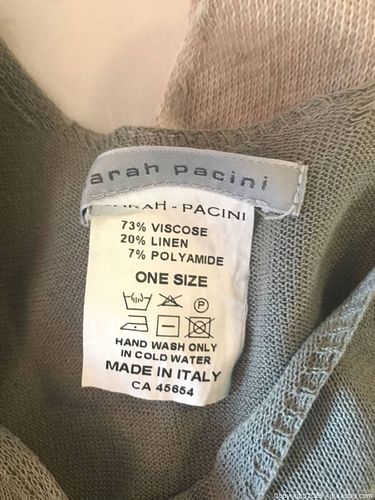 arah pacini
ARAH - PACINI
73% VISCOSE
20% LINEN
7% POLYAMIDE
ONE SIZE
P
HAND WASH ONLY
IN COLD WATER
MADE IN ITALY
CA 45654